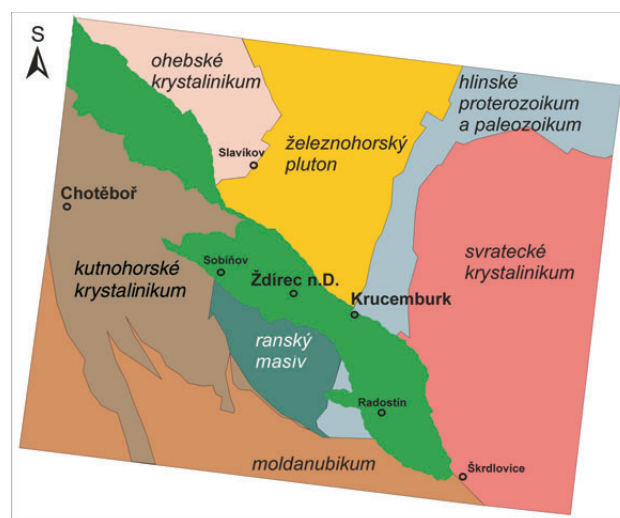 S
ohebské
krystalinikum
hlinské
proterozoikum
a paleozoikum
železnohorský
pluton
Slavíkov
Chotěboř
svratecké
krystalinikum
Sobíňov
kutnohorské
krystalinikum
Ždírec n.D.
Krucemburk
ranský
masiv
Radostín
moldanubikum
Škrdlovice